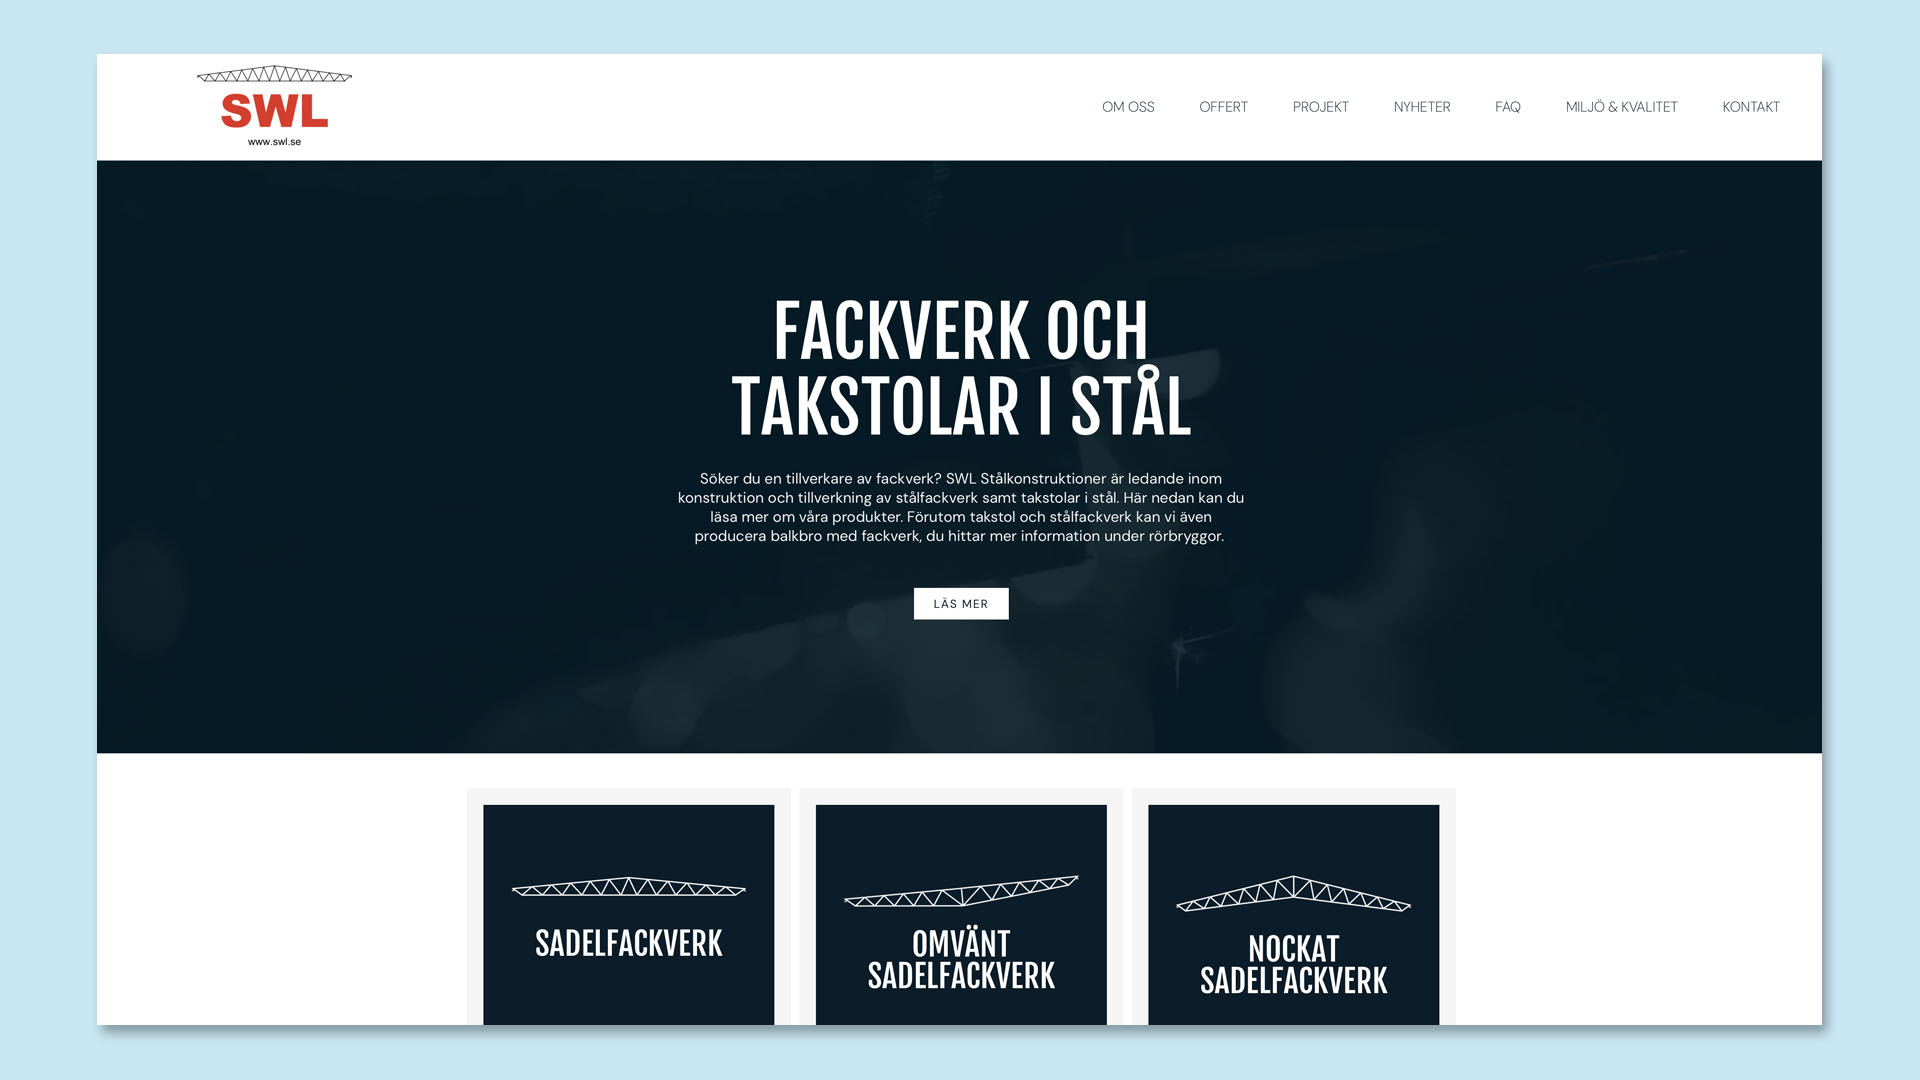 SWL
www.swl.se
OM OSS OFFERT PROJEKT NYHETER FAQ MILJÖ & KVALITET KONTAKT
FACKVERK OCH
TAKSTOLAR I STÅL
Söker du en tillverkare av fackverk? SWL Stålkonstruktioner är ledande inom
konstruktion och tillverkning av stålfackverk samt takstolar i stål. Här nedan kan du
läsa mer om våra produkter. Förutom takstol och stålfackverk kan vi även
producera balkbro med fackverk, du hittar mer information under rörbryggor.
LÄS MER
SADELFACKVERK
OMVÄNT
SADELFACKVERK
NOCKAT
SADELFACKVERK